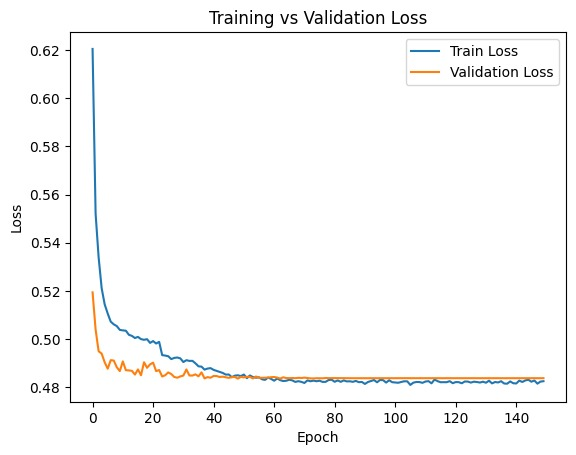 Training vs Validation Loss
Train Loss
Validation Loss
0.62
0.60
0.58
0.56
0.54
0.52
0.50
0.48
Loss
0 20 40 60 80 100 120 140
Epoch